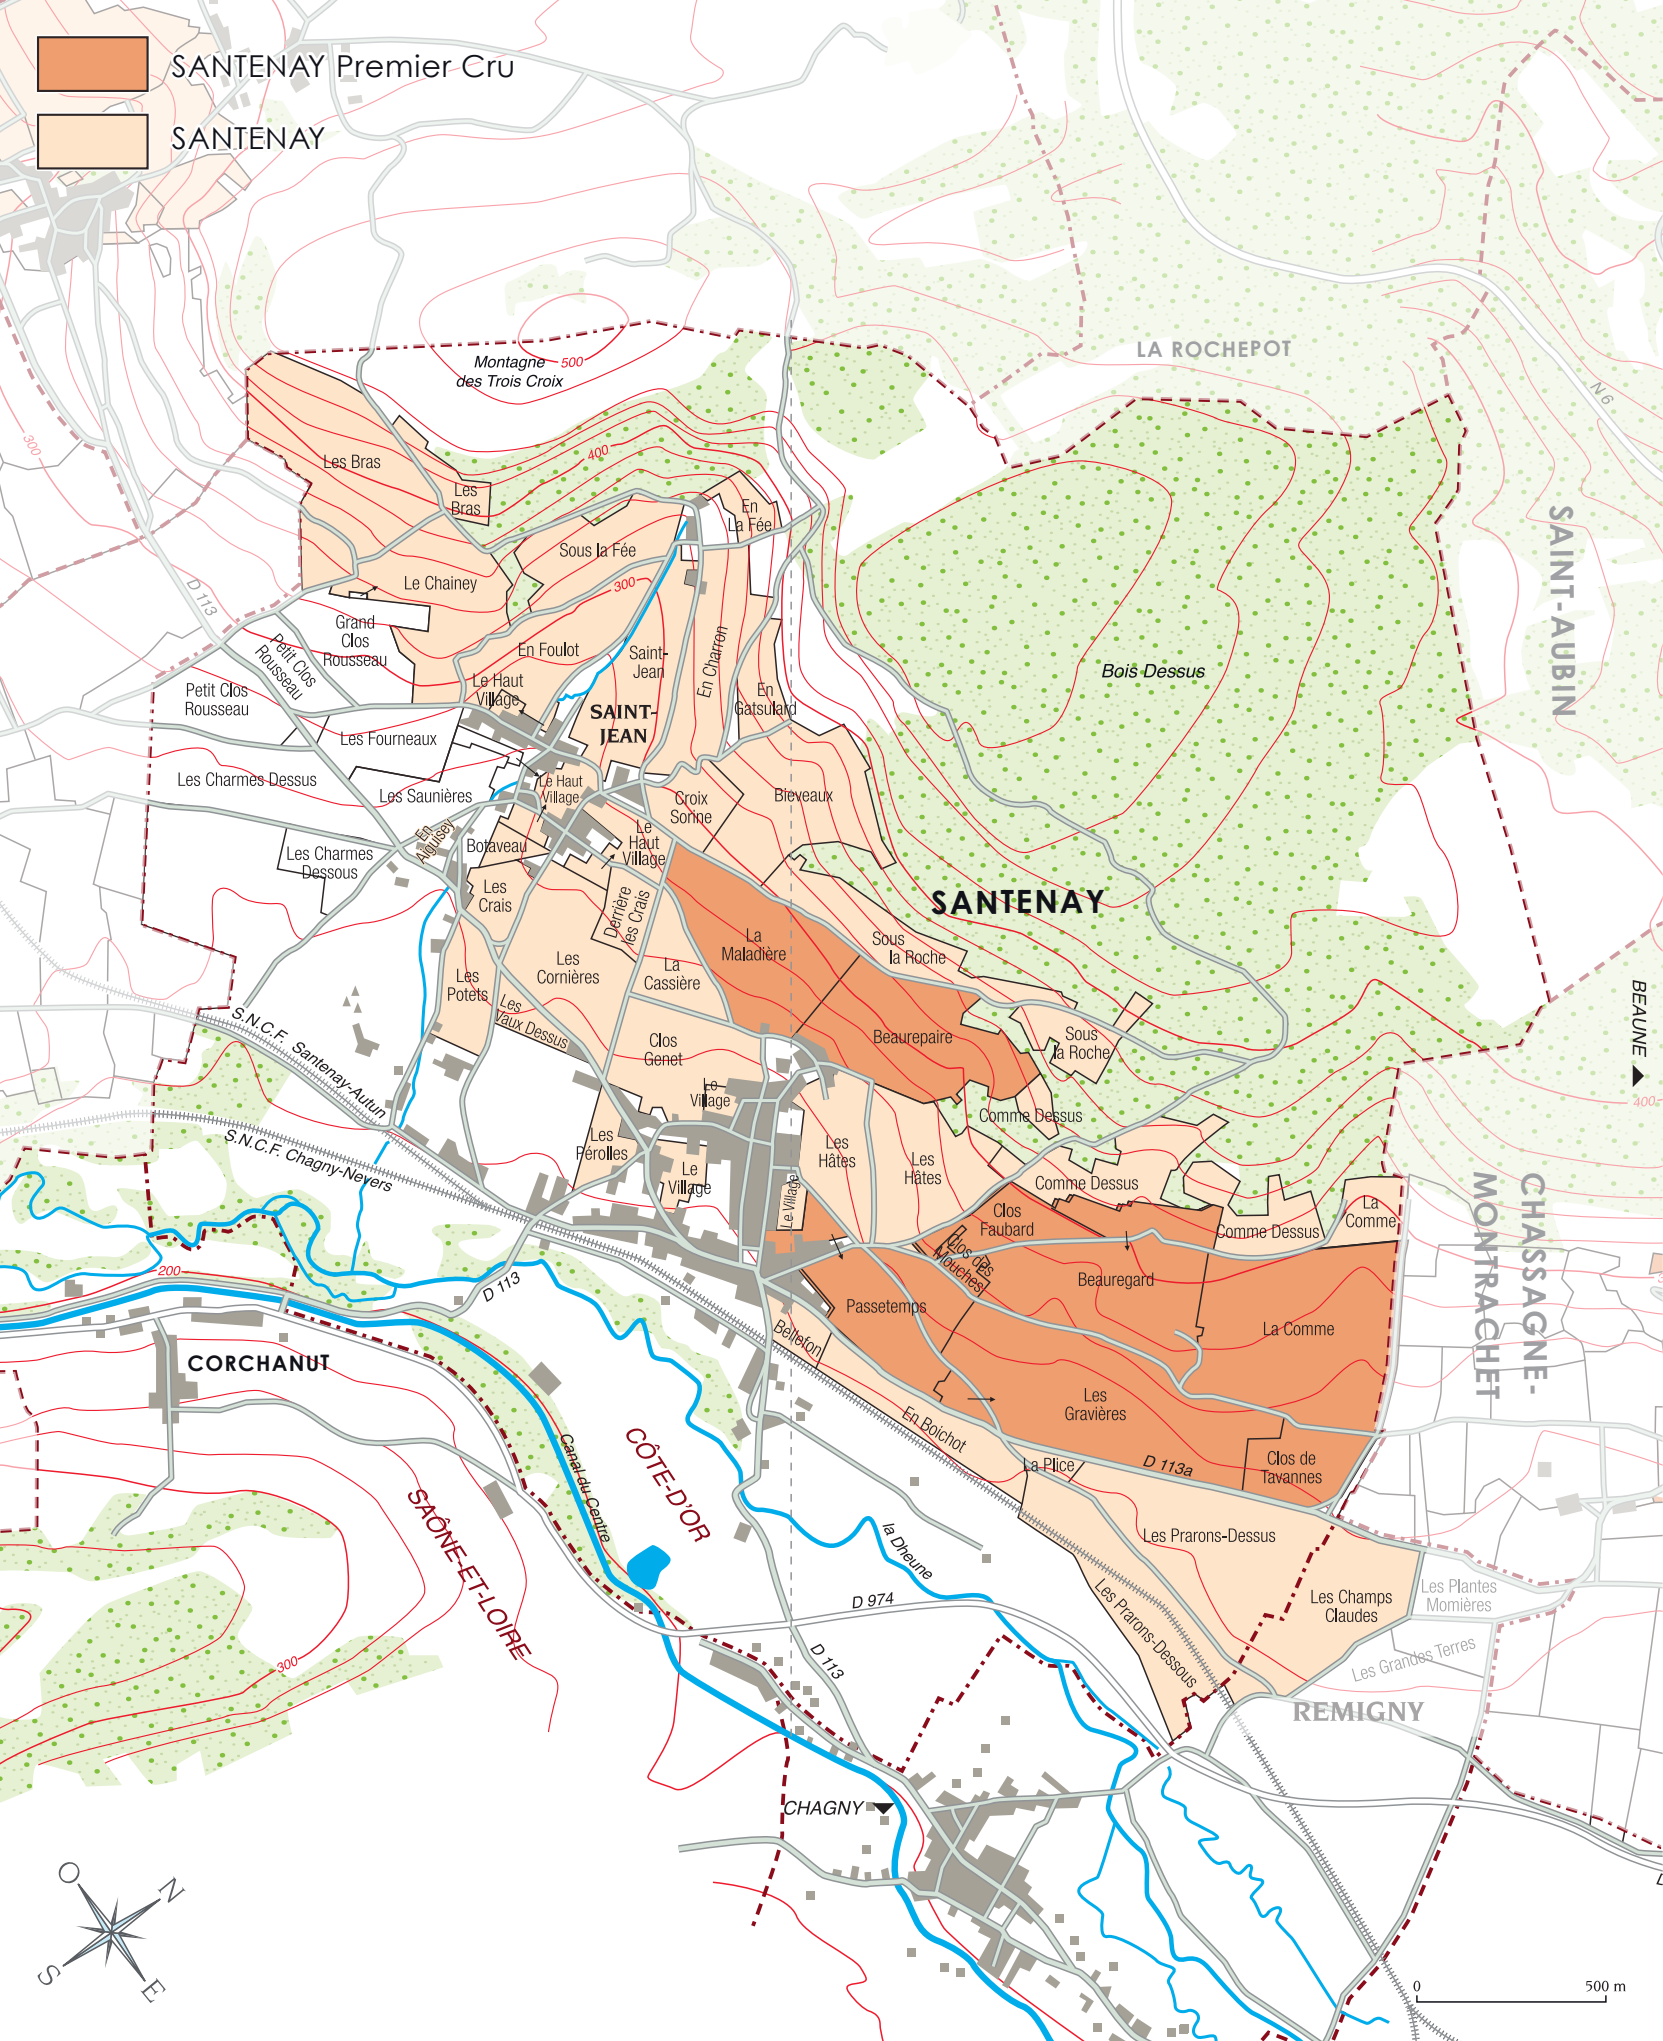 SANTENAY Premier Cru
SANTENAY
Montagne
des Trois Croix
500
LA ROCHEPOT
N 6
300
400
Les Bras
Les
Bras
En
La Fée
Sous la Fée
SAINT-AUBIN
Le Chainey
300
D 113
Grand
Clos
Rousseau
Petit Clos
Rousseau
En Foulot
Saint-
Jean
En Charron
Bois Dessus
Petit Clos
Rousseau
Le Haut
Village
En
Gatsulard
SAINT-
JEAN
Les Fourneaux
Les Charmes Dessus
Les Saunières
Le Haut
Village
Croix
Sorine
Bieveaux
En
Aiguisey
Botaveau
Le
Haut
Village
Les Charmes
Dessous
Les
Crais
Derrière
les Crais
SANTENAY
La
Maladière
Sous
la Roche
Les
Cornières
La
Cassière
Les
Potets
Les
Vaux Dessus
BEAUNE
S.N.C.F. Santenay-Autun
Clos
Genet
Beaurepaire
Sous
la Roche
Le
Village
400
Comme Dessus
S.N.C.F. Chagny-Nevers
Les
Pérolles
Les
Hâtes
Les
Hâtes
Le
Village
Le Village
Comme Dessus
Clos
Faubard
La
Comme
Comme Dessus
CHASSAGNE-
MONTRACHET
Clos des
Mouches
200
D 113
Beauregard
Passetemps
La Comme
Bellefon
CORCHANUT
Les
Gravières
En Boichot
Canal du Centre
CÔTE-D'OR
SAÔNE-ET-LOIRE
La Plice
D 113a
Clos de
Tavannes
la Dheune
Les Prarons-Dessus
Les Prarons-Dessous
Les Champs
Claudes
Les Plantes
Momières
D 974
Les Grandes Terres
300
D 113
REMIGNY
CHAGNY
O
N
S
E
0
500 m